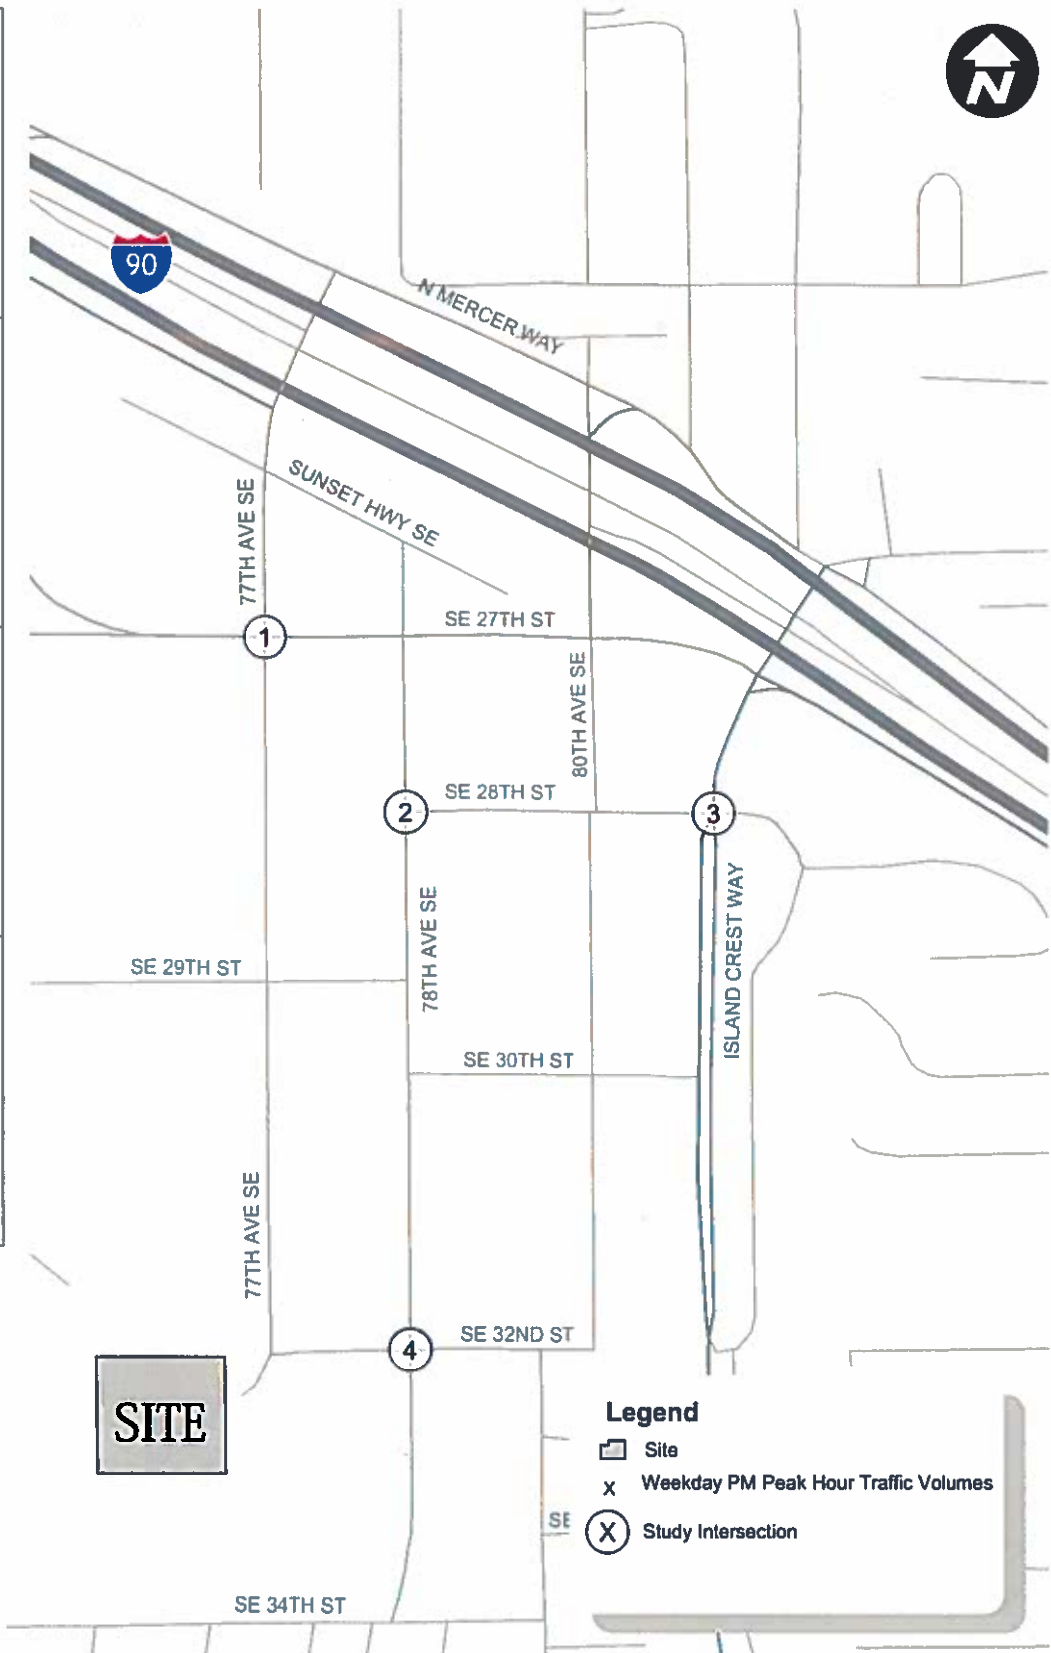 N
90
N MERCER WAY
SUNSET HWY SE
77TH AVE SE
SE 27TH ST
1
80TH AVE SE
SE 28TH ST
2
3
78TH AVE SE
ISLAND CREST WAY
SE 29TH ST
SE 30TH ST
77TH AVE SE
SE 32ND ST
4
SITE
Legend
Site
x Weekday PM Peak Hour Traffic Volumes
SE
X Study Intersection
SE 34TH ST